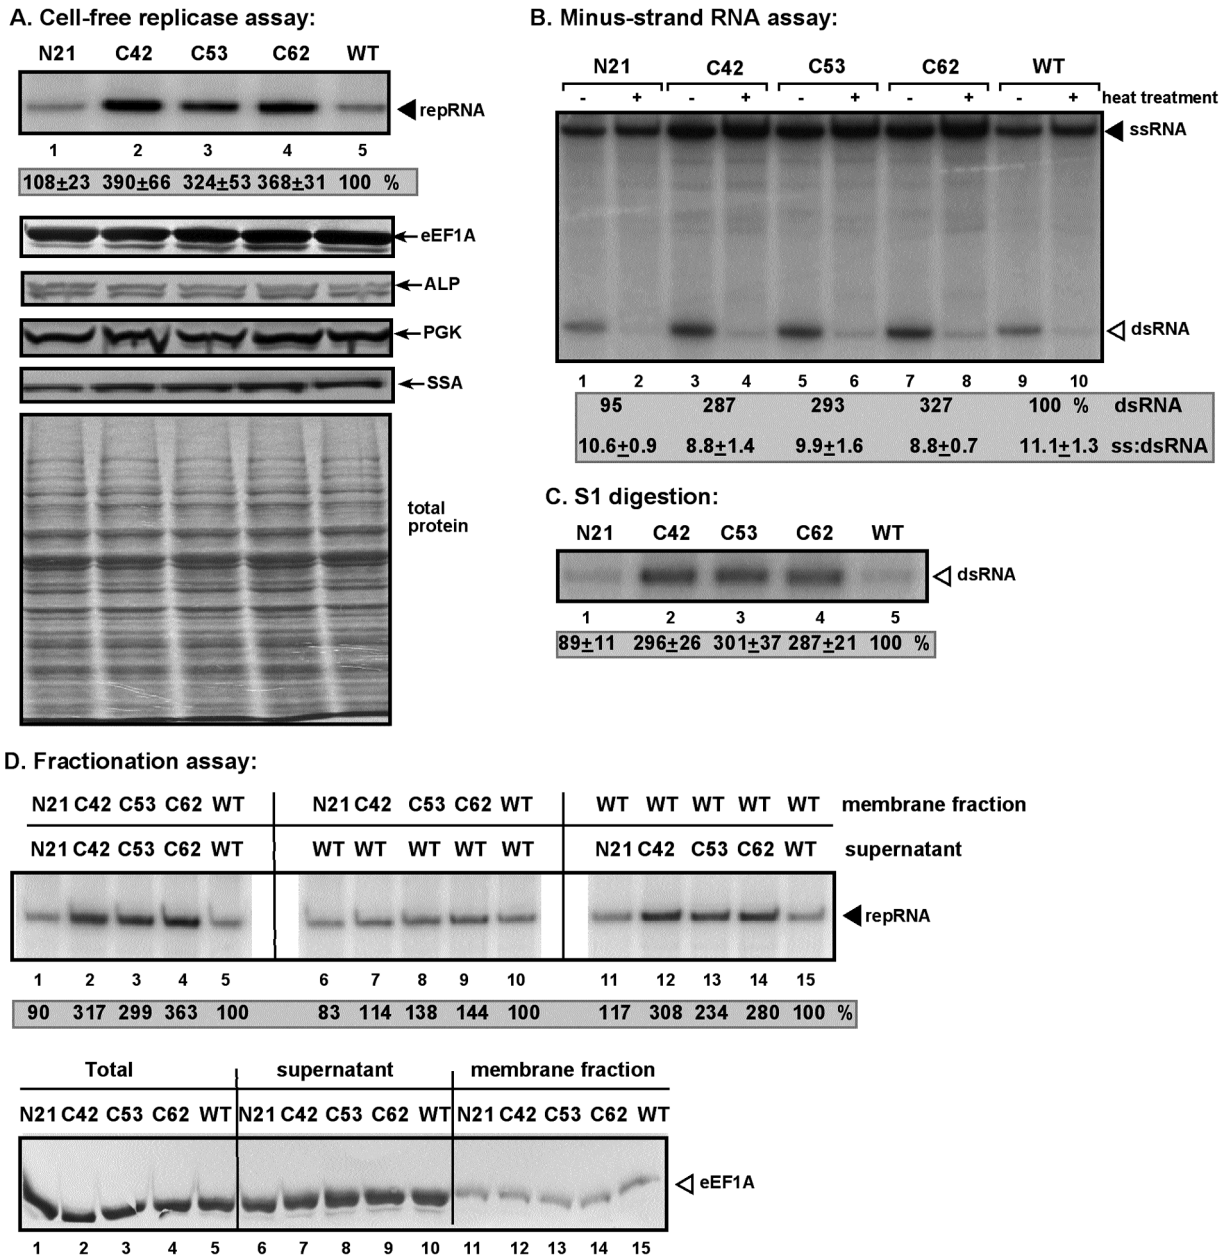 A. Cell-free replicase assay:
N21 C42 C53 C62 WT
repRNA
1 2 3 4 5
108±23 390±66 324±53 368±31 100 %
eEF1A
ALP
PGK
SSA
total
protein
B. Minus-strand RNA assay:
N21 C42 C53 C62 WT
- + - + - + - + - + heat treatment
ssRNA
dsRNA
1 2 3 4 5 6 7 8 9 10
95 287 293 327 100 % dsRNA
10.6±0.9 8.8±1.4 9.9±1.6 8.8±0.7 11.1±1.3 ss:dsRNA
C. S1 digestion:
N21 C42 C53 C62 WT
dsRNA
1 2 3 4 5
89±11 296±26 301±37 287±21 100 %
D. Fractionation assay:
N21 C42 C53 C62 WT N21 C42 C53 C62 WT WT WT WT WT WT membrane fraction
N21 C42 C53 C62 WT WT WT WT WT WT N21 C42 C53 C62 WT supernatant
repRNA
1 2 3 4 5 6 7 8 9 10 11 12 13 14 15
90 317 299 363 100 83 114 138 144 100 117 308 234 280 100 %
Total supernatant membrane fraction
N21 C42 C53 C62 WT N21 C42 C53 C62 WT N21 C42 C53 C62 WT
eEF1A
1 2 3 4 5 6 7 8 9 10 11 12 13 14 15